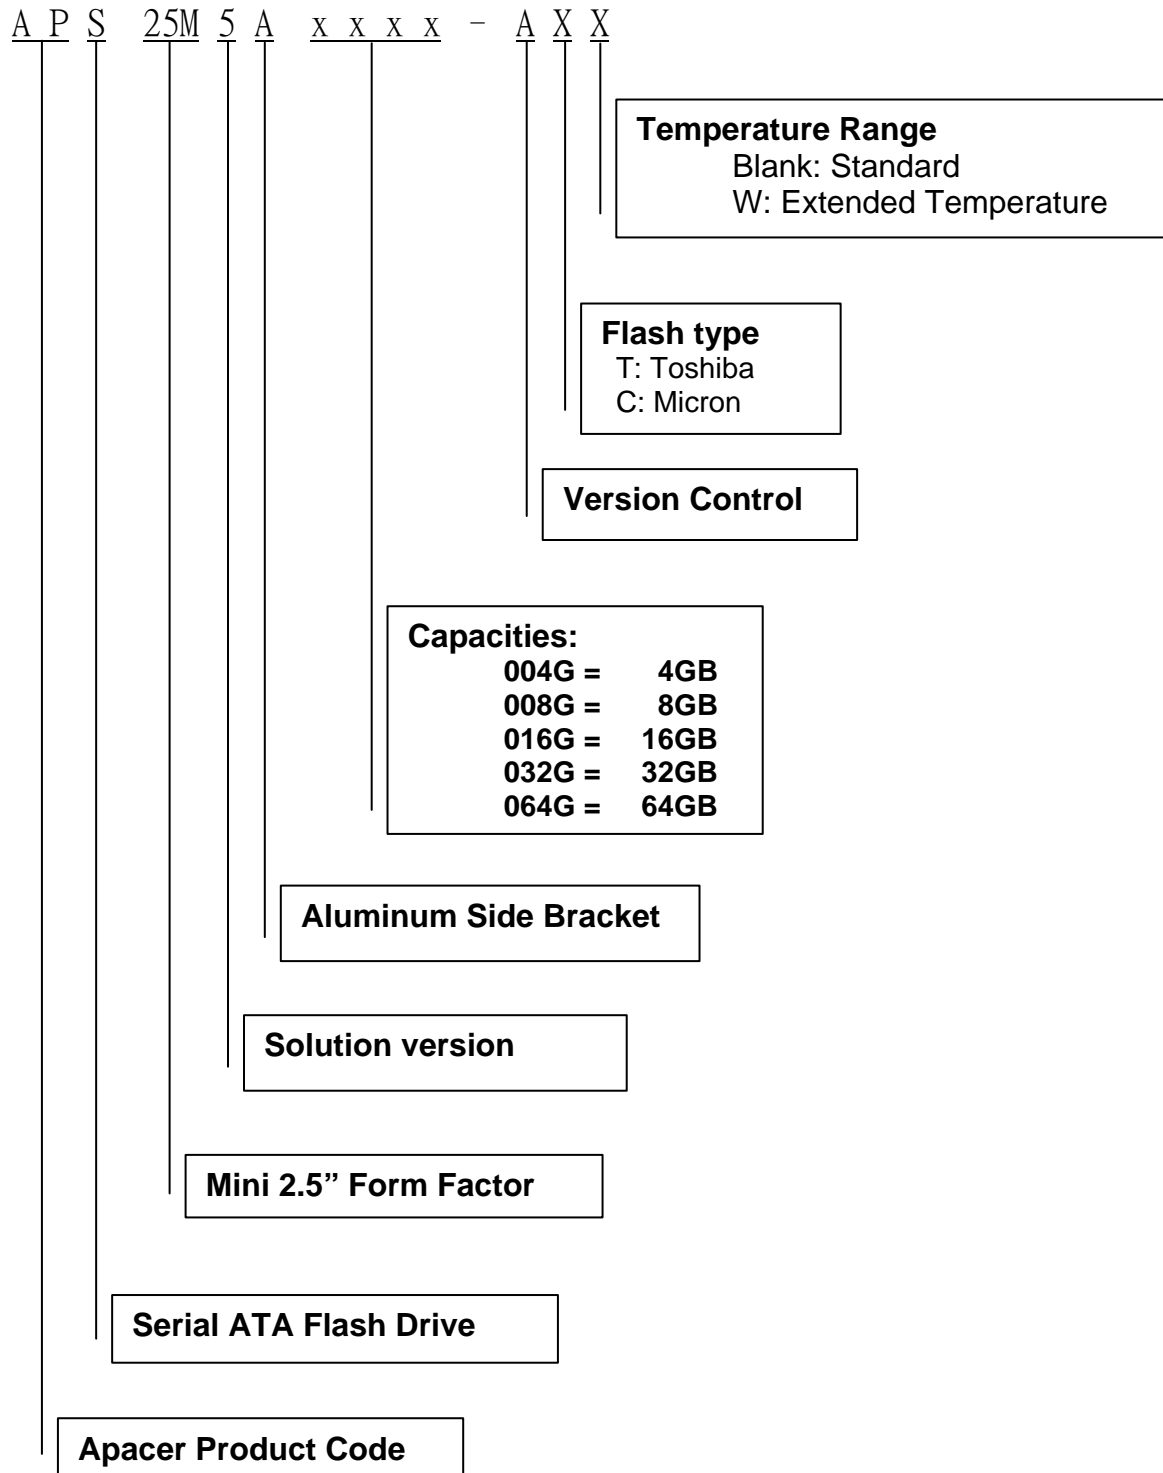 A P S 25M 5 A x x x x - A X X
Temperature Range
Blank: Standard
W: Extended Temperature
Flash type
T: Toshiba
C: Micron
Version Control
Capacities:
004G = 4GB
008G = 8GB
016G = 16GB
032G = 32GB
064G = 64GB
Aluminum Side Bracket
Solution version
Mini 2.5” Form Factor
Serial ATA Flash Drive
Apacer Product Code